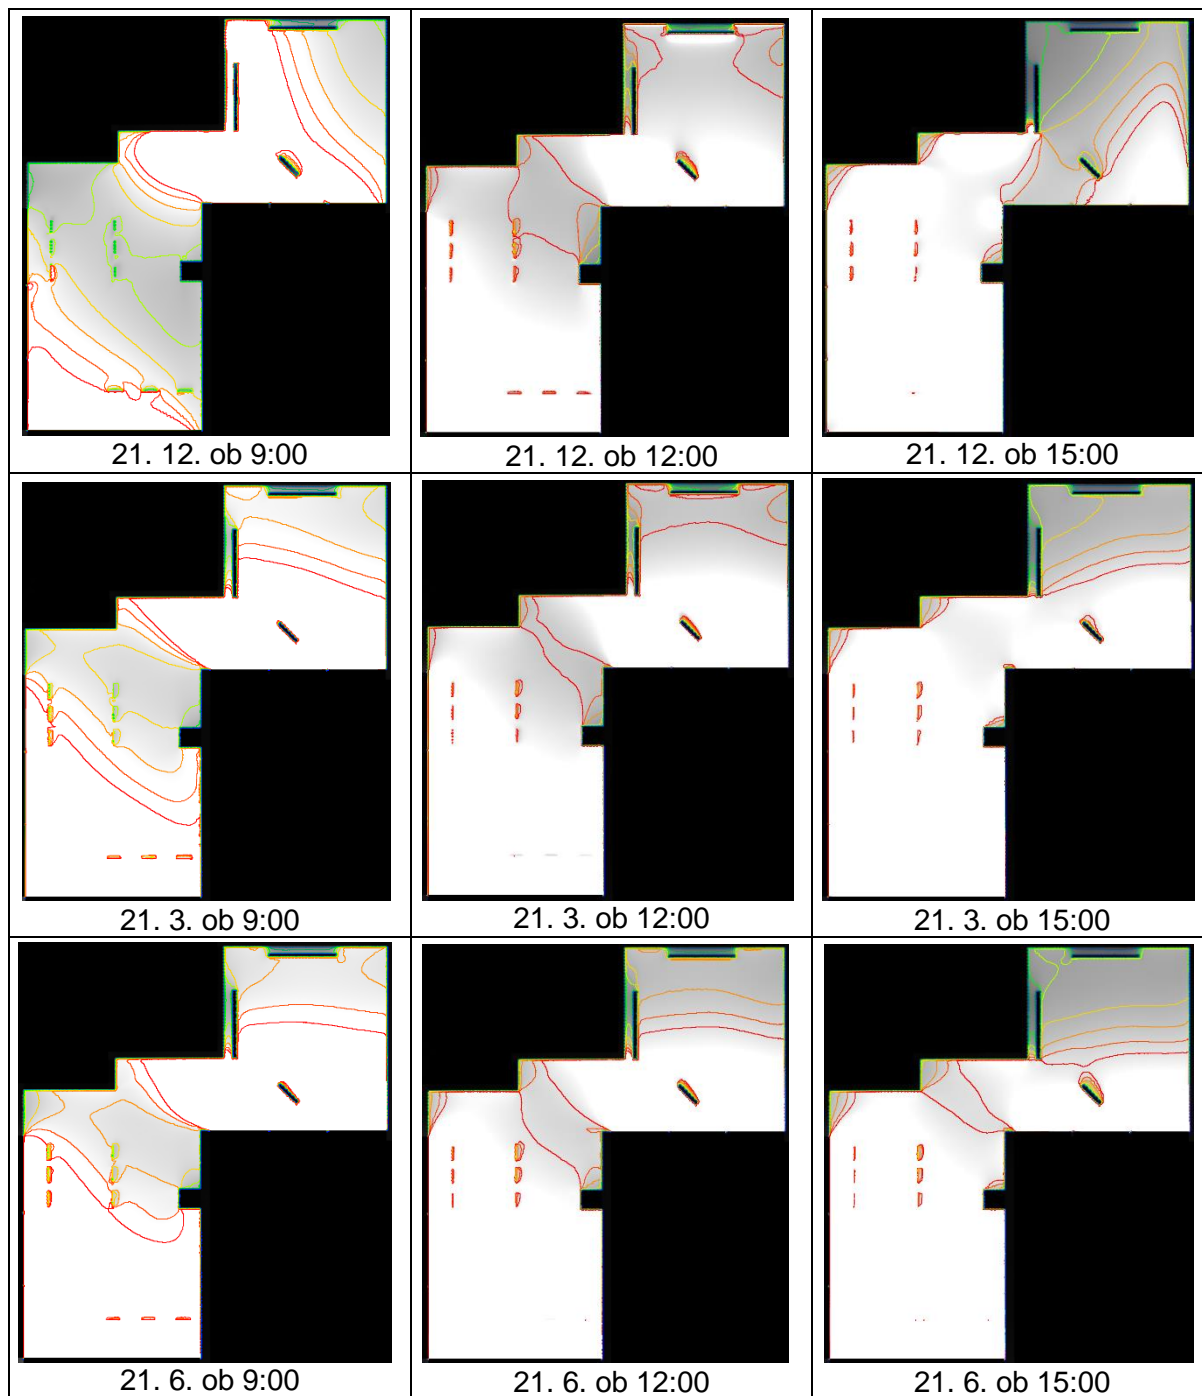 21. 12. ob 9:00
21. 12. ob 12:00
21. 12. ob 15:00
21. 3. ob 9:00
21. 3. ob 12:00
21. 3. ob 15:00
21. 6. ob 9:00
21. 6. ob 12:00
21. 6. ob 15:00